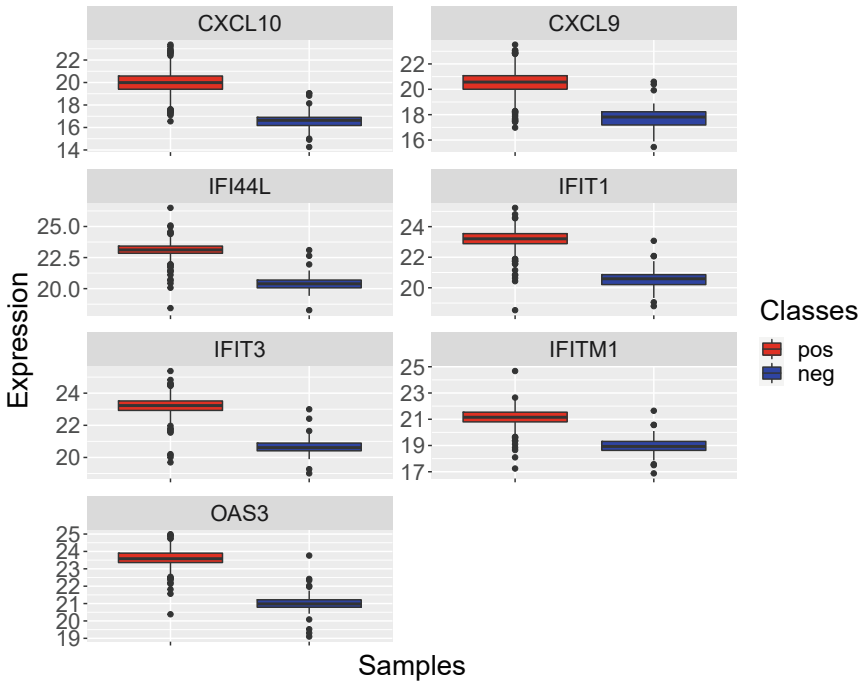 CXCL10
CXCL9
22
20
18
16
14
22
20
18
16
IFI44L
IFIT1
25.0
22.5
20.0
24
22
20
IFIT3
IFITM1
24
22
20
25
23
21
19
17
OAS3
25
24
23
22
21
20
19
Expression
Samples
Classes
pos
neg